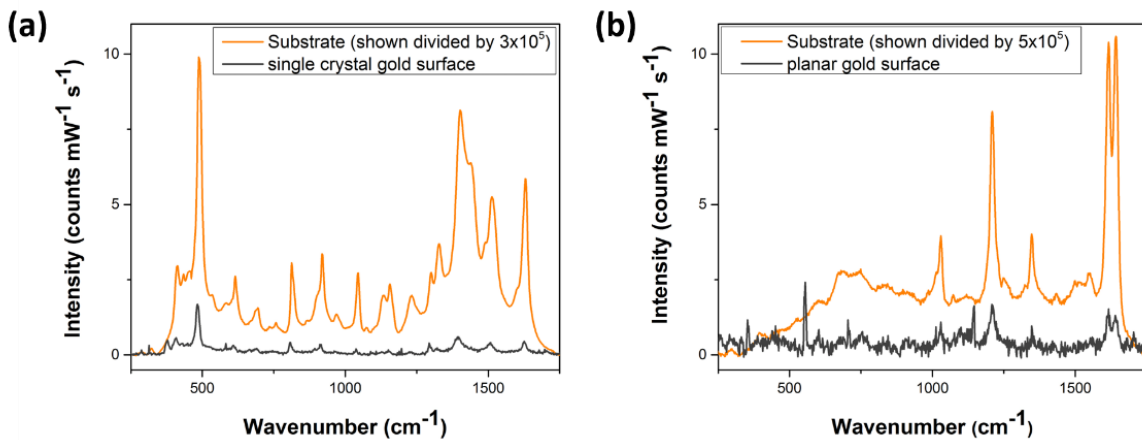 (a)
Substrate (shown divided by 3x10⁵)
single crystal gold surface
10
5
0
Intensity (counts mW⁻¹ s⁻¹)
500 1000 1500
Wavenumber (cm⁻¹)
(b)
Substrate (shown divided by 5x10⁵)
planar gold surface
10
5
0
Intensity (counts mW⁻¹ s⁻¹)
500 1000 1500
Wavenumber (cm⁻¹)